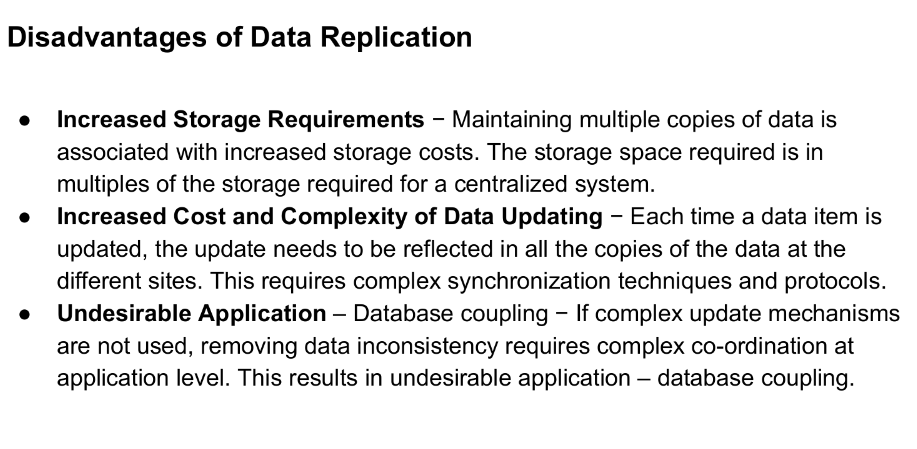 Disadvantages of Data Replication
● Increased Storage Requirements − Maintaining multiple copies of data is
associated with increased storage costs. The storage space required is in
multiples of the storage required for a centralized system.
● Increased Cost and Complexity of Data Updating − Each time a data item is
updated, the update needs to be reflected in all the copies of the data at the
different sites. This requires complex synchronization techniques and protocols.
● Undesirable Application – Database coupling − If complex update mechanisms
are not used, removing data inconsistency requires complex co-ordination at
application level. This results in undesirable application – database coupling.